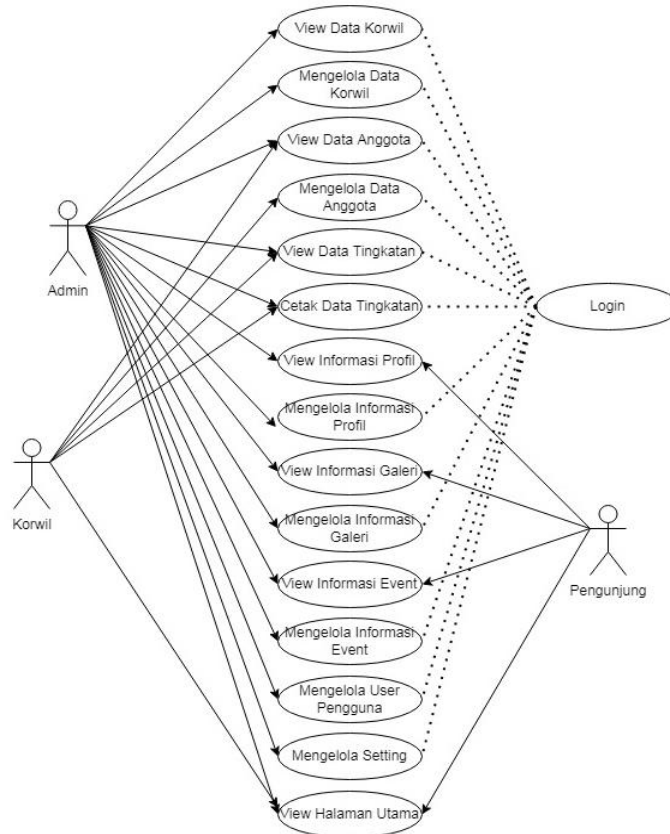 View Data Korwil
Mengelola Data
Korwil
View Data Anggota
Mengelola Data
Anggota
Admin
View Data Tingkatan
Cetak Data Tingkatan
Login
View Informasi Profil
Mengelola Informasi
Profil
Korwil
View Informasi Galeri
Mengelola Informasi
Galeri
View Informasi Event
Pengunjung
Mengelola Informasi
Event
Mengelola User
Pengguna
Mengelola Setting
View Halaman Utama